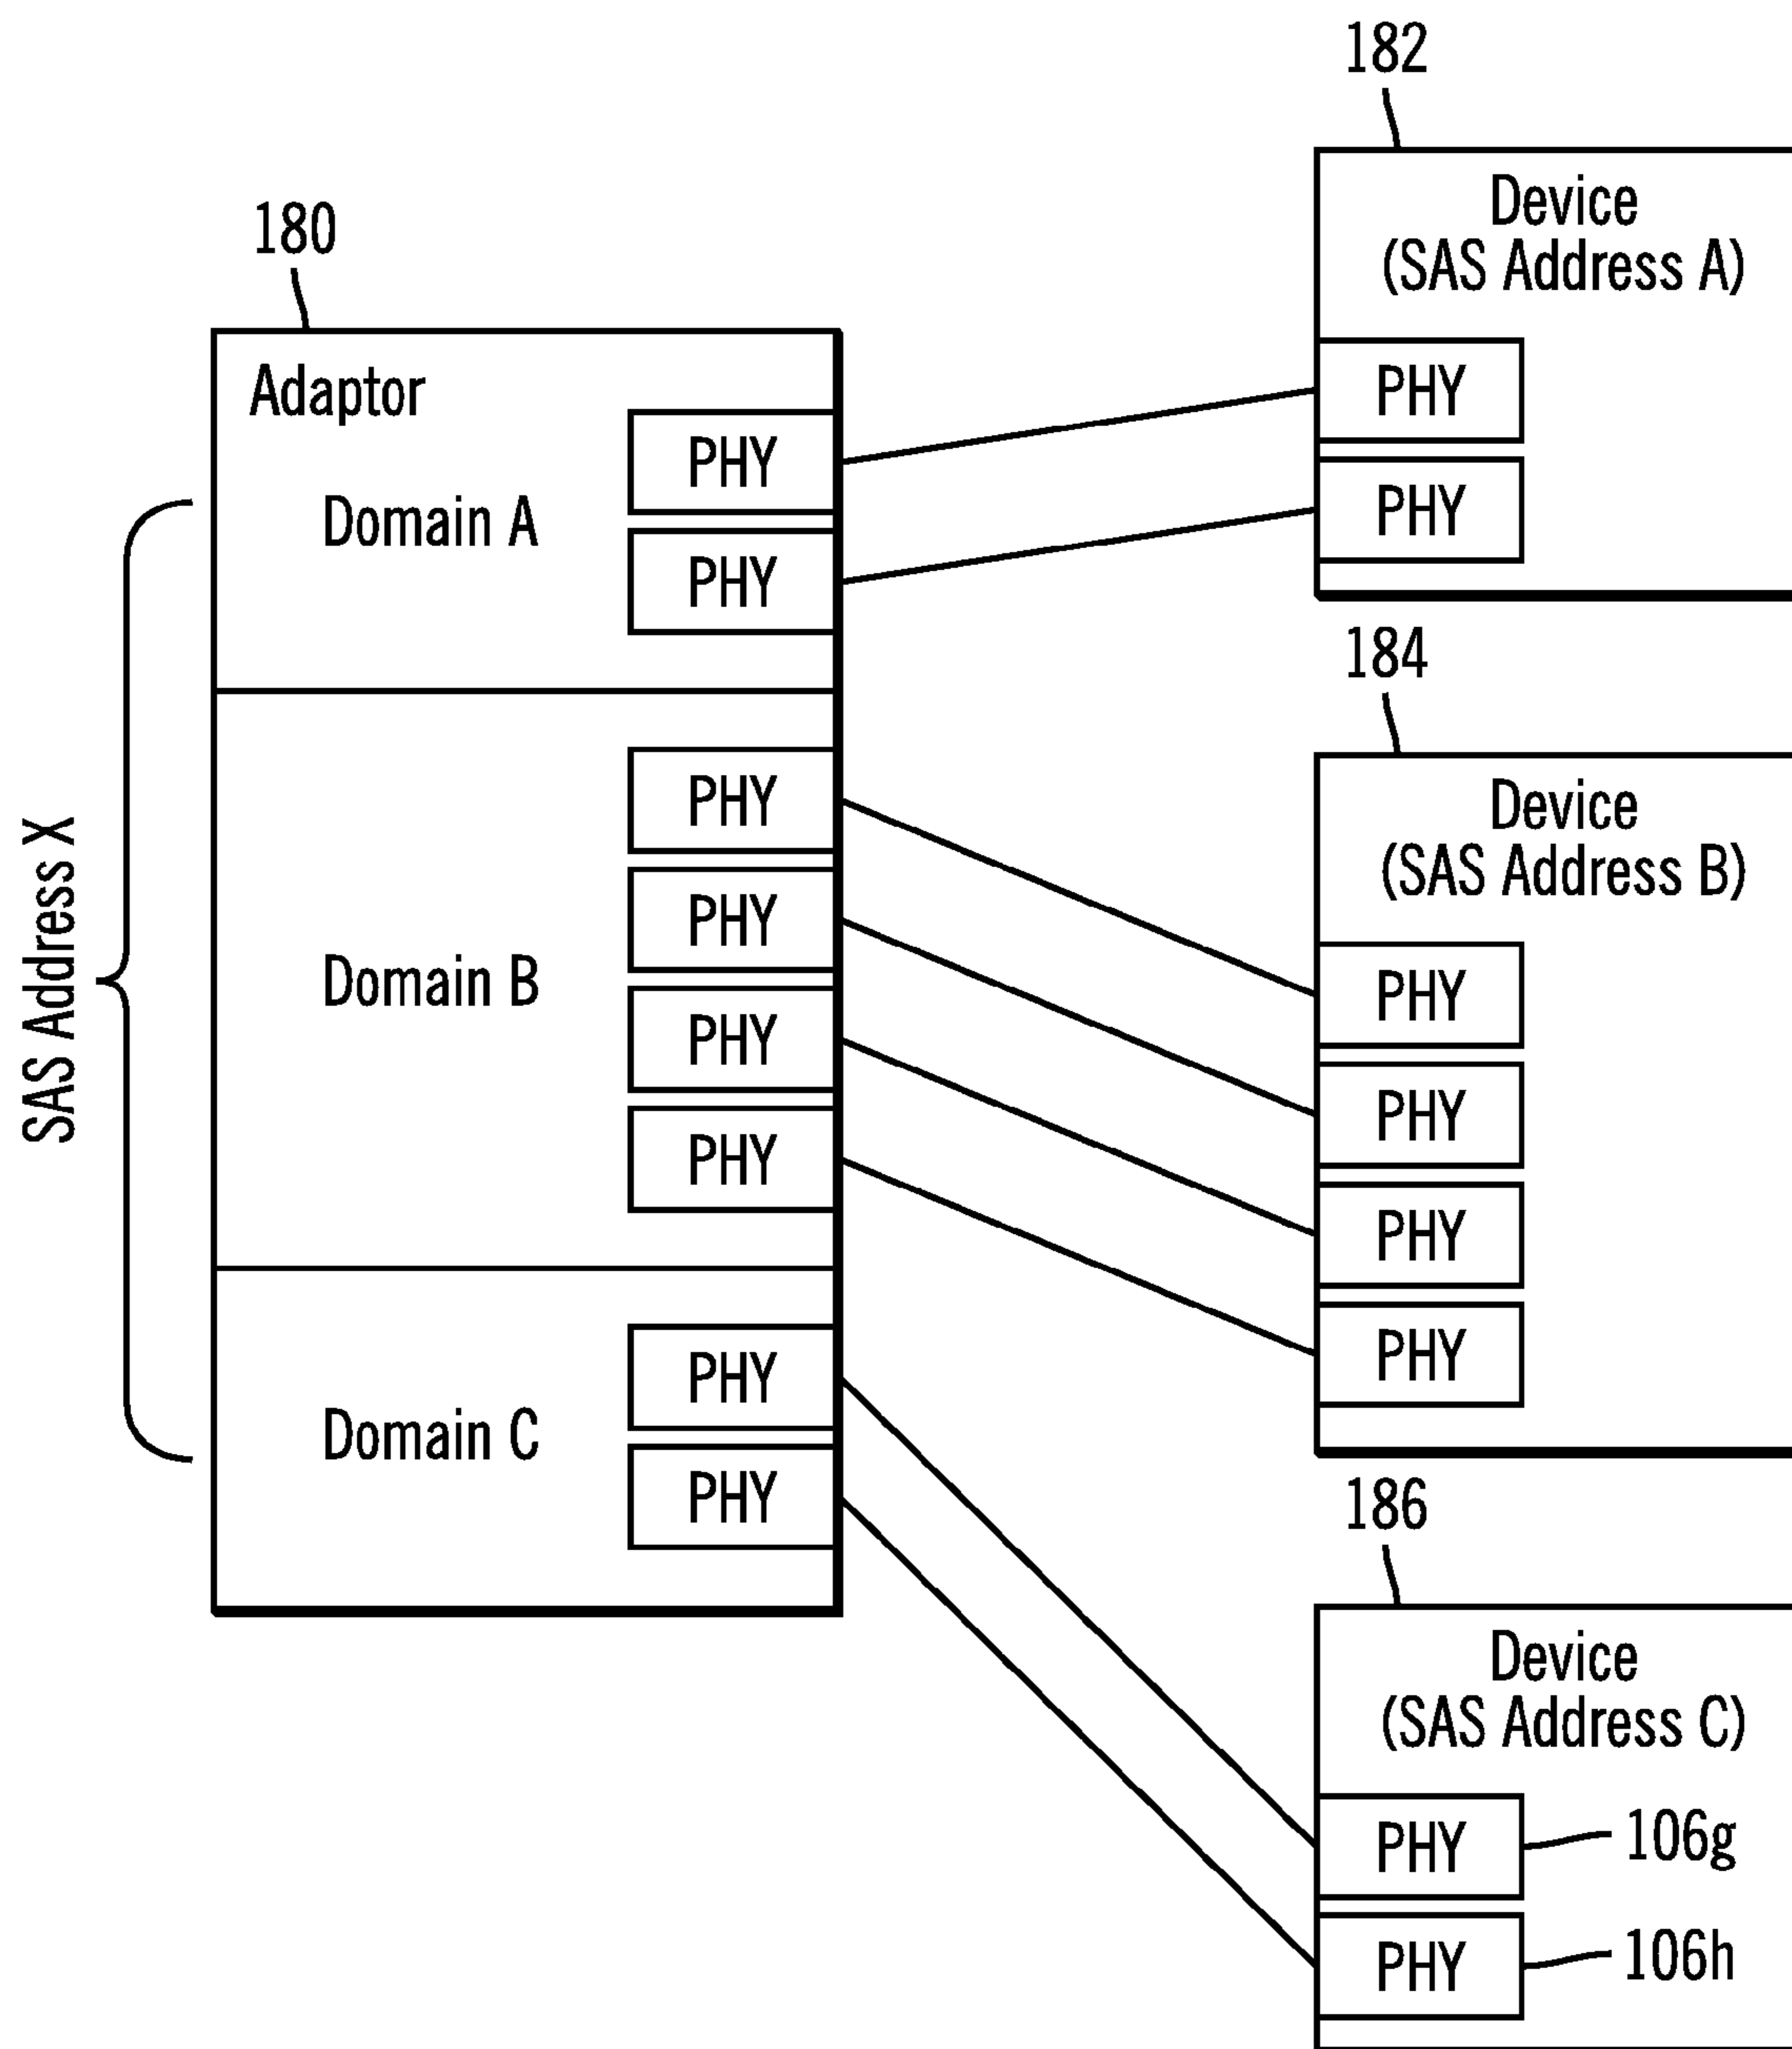 182
Device
(SAS Address A)
PHY
PHY
180
Adaptor
Domain A
PHY
PHY
Domain B
PHY
PHY
PHY
PHY
Domain C
PHY
PHY
SAS Address X
184
Device
(SAS Address B)
PHY
PHY
PHY
PHY
186
Device
(SAS Address C)
PHY
106g
PHY
106h